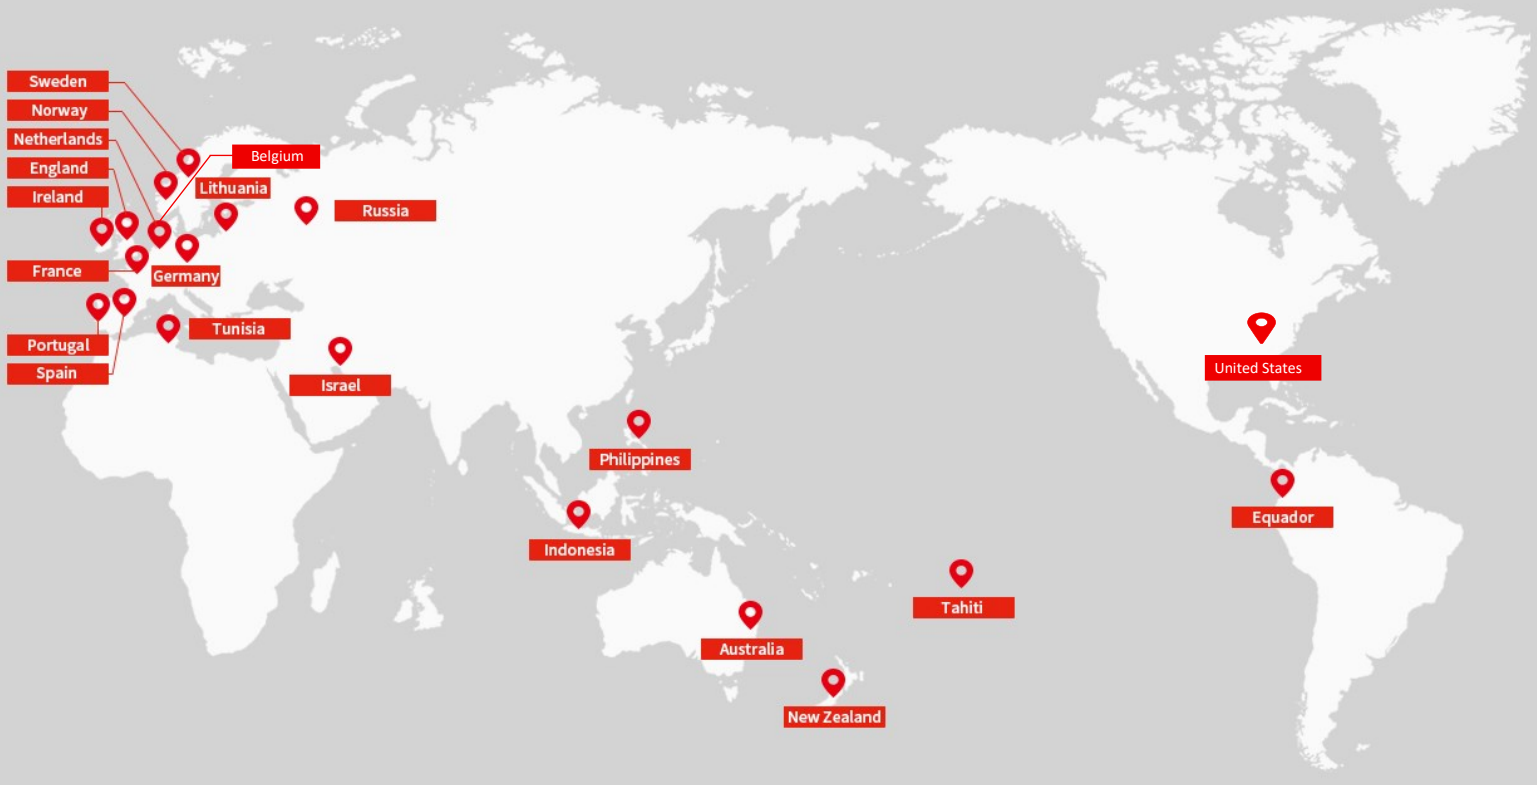 Sweden
Norway
Netherlands
England
Ireland
Belgium
Lithuania
Russia
France
Germany
Tunisia
Portugal
Spain
Israel
United States
Philippines
Equador
Indonesia
Tahiti
Australia
New Zealand